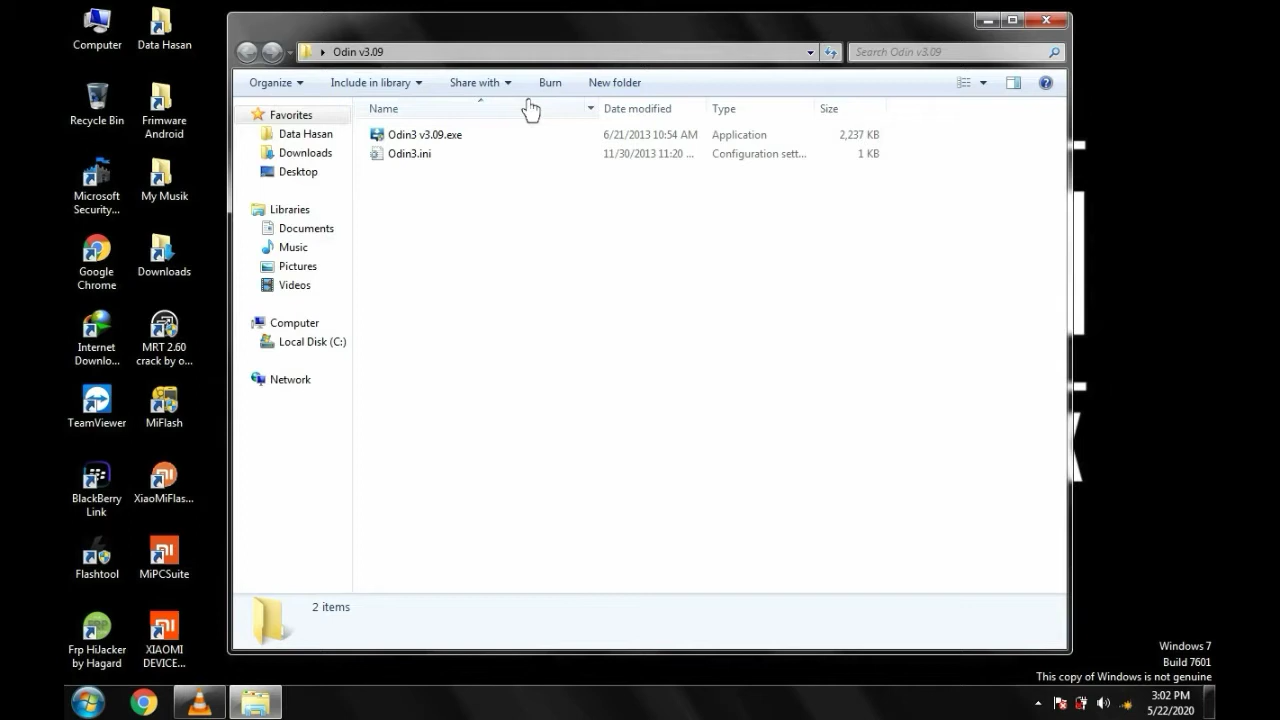 Computer
Data Hasan
Recycle Bin
Frimware
Android
Microsoft
Security...
My Musik
Google
Chrome
Downloads
Internet
Downlo...
MRT 2.60
crack by o...
TeamViewer
MiFlash
BlackBerry
Link
XiaoMiFlas...
Flashtool
MiPCSuite
Frp HiJacker
by Hagard
XIAOMI
DEVICE...
Odin v3.09
Search Odin v3.09
Organize
Include in library
Share with
Burn
New folder
Name
Date modified
Type
Size
Odin3 v3.09.exe
6/21/2013 10:54 AM
Application
2,237 KB
Odin3.ini
11/30/2013 11:20 ...
Configuration sett...
1 KB
Favorites
Data Hasan
Downloads
Desktop
Libraries
Documents
Music
Pictures
Videos
Computer
Local Disk (C:)
Network
2 items
Windows 7
Build 7601
This copy of Windows is not genuine
3:02 PM
5/22/2020